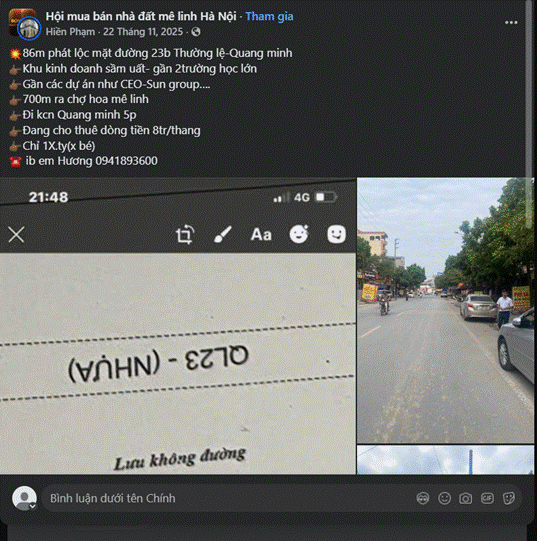 Hội mua bán nhà đất mê linh Hà Nội · Tham gia
Hiền Phạm · 22 Tháng 11, 2025 ·
💥86m phát lộc mặt đường 23b Thường lệ-Quang minh
👉🏾Khu kinh doanh sầm uất- gần 2trường học lớn
👉🏾Gần các dự án như CEO-Sun group....
👉🏾700m ra chợ hoa mê linh
👉🏾Đi kcn Quang minh 5p
👉🏾Đang cho thuê dòng tiền 8tr/thang
👉🏾Chỉ 1X.ty(x bé)
☎️ ib em Hương 0941893600
21:48
4G
Aa
QL23 - (NHỰA)
Lưu không đường
Bình luận dưới tên Chính
GIF